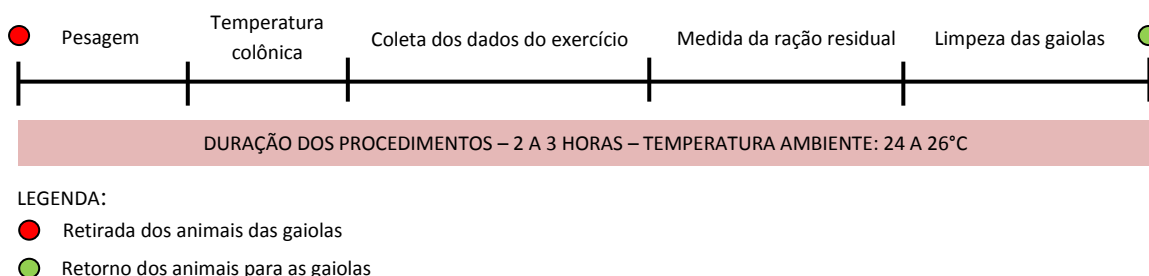 Pesagem
Temperatura
colônica
Coleta dos dados do exercício
Medida da ração residual
Limpeza das gaiolas
DURAÇÃO DOS PROCEDIMENTOS – 2 A 3 HORAS – TEMPERATURA AMBIENTE: 24 A 26°C
LEGENDA:
Retirada dos animais das gaiolas
Retorno dos animais para as gaiolas